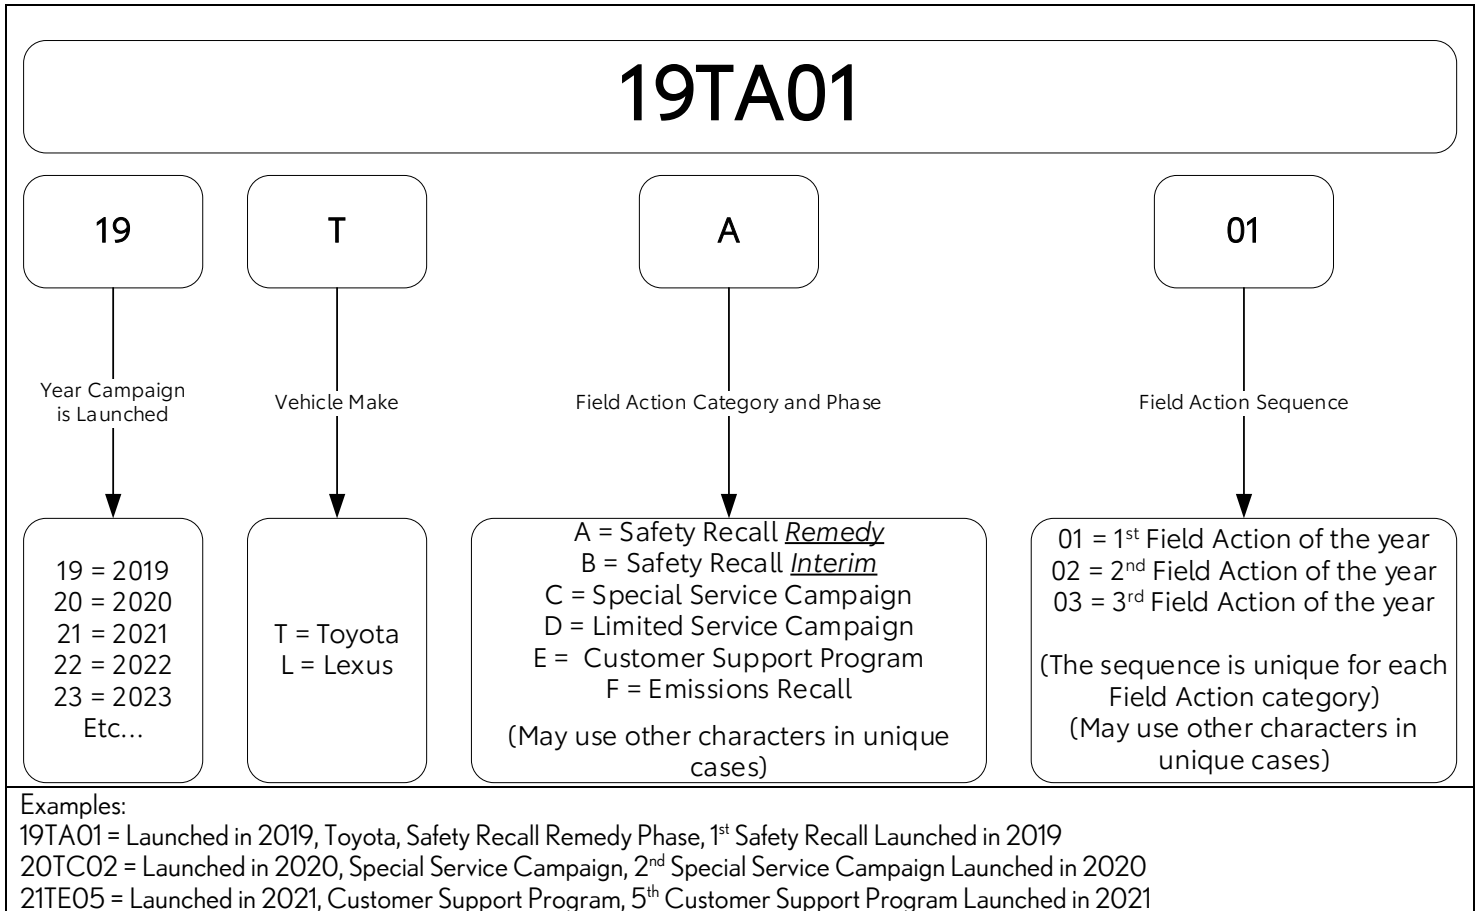 19TA01
19
T
A
01
Year Campaign
is Launched
Vehicle Make
Field Action Category and Phase
Field Action Sequence
19 = 2019
20 = 2020
21 = 2021
22 = 2022
23 = 2023
Etc...
T = Toyota
L = Lexus
A = Safety Recall Remedy
B = Safety Recall Interim
C = Special Service Campaign
D = Limited Service Campaign
E =  Customer Support Program
F = Emissions Recall
(May use other characters in unique
cases)
01 = 1st Field Action of the year
02 = 2nd Field Action of the year
03 = 3rd Field Action of the year
(The sequence is unique for each
Field Action category)
(May use other characters in
unique cases)
Examples:
19TA01 = Launched in 2019, Toyota, Safety Recall Remedy Phase, 1st Safety Recall Launched in 2019
20TC02 = Launched in 2020, Special Service Campaign, 2nd Special Service Campaign Launched in 2020
21TE05 = Launched in 2021, Customer Support Program, 5th Customer Support Program Launched in 2021